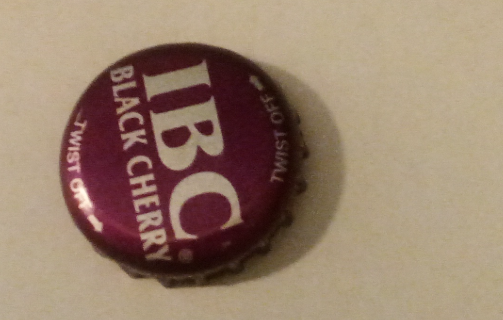 TWIST OFF
IBC
BLACK CHERRY®
TWIST OFF